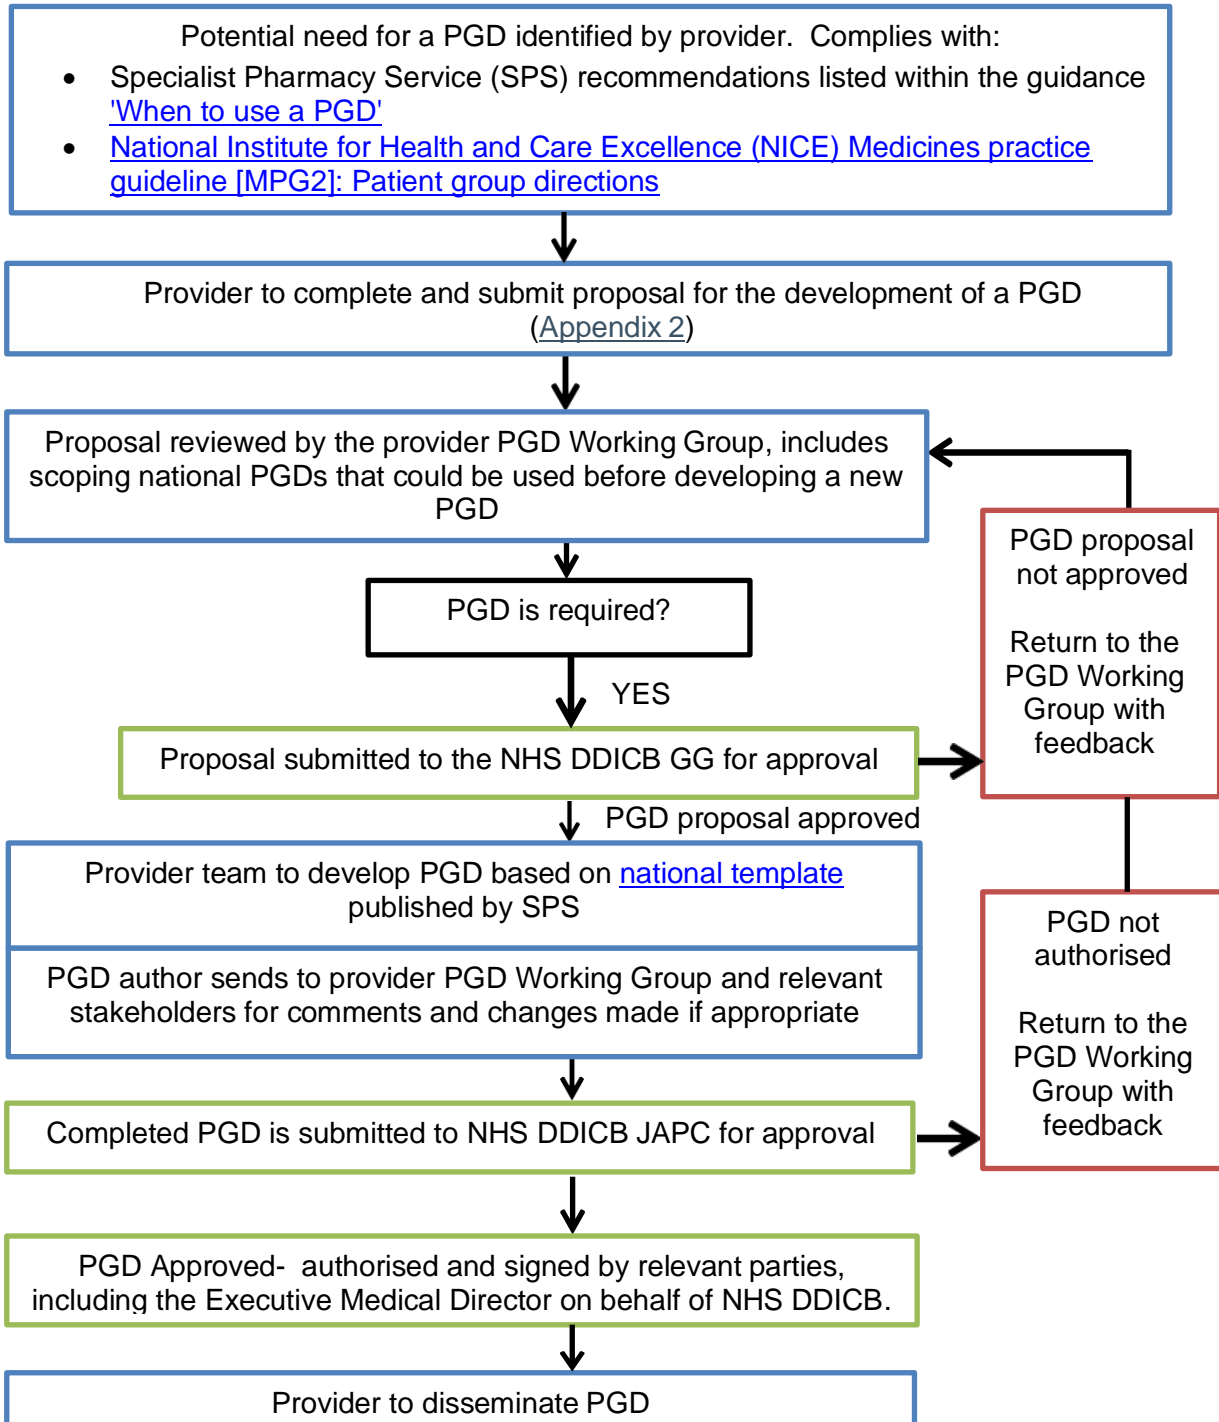 Potential need for a PGD identified by provider.  Complies with:
• Specialist Pharmacy Service (SPS) recommendations listed within the guidance
'When to use a PGD'
• National Institute for Health and Care Excellence (NICE) Medicines practice
guideline [MPG2]: Patient group directions
Provider to complete and submit proposal for the development of a PGD
(Appendix 2)
Proposal reviewed by the provider PGD Working Group, includes
scoping national PGDs that could be used before developing a new
PGD
PGD is required?
YES
Proposal submitted to the NHS DDICB GG for approval
PGD proposal
not approved
Return to the
PGD Working
Group with
feedback
PGD proposal approved
Provider team to develop PGD based on national template
published by SPS
PGD author sends to provider PGD Working Group and relevant
stakeholders for comments and changes made if appropriate
Completed PGD is submitted to NHS DDICB JAPC for approval
PGD not
authorised
Return to the
PGD Working
Group with
feedback
PGD Approved-  authorised and signed by relevant parties,
including the Executive Medical Director on behalf of NHS DDICB.
Provider to disseminate PGD